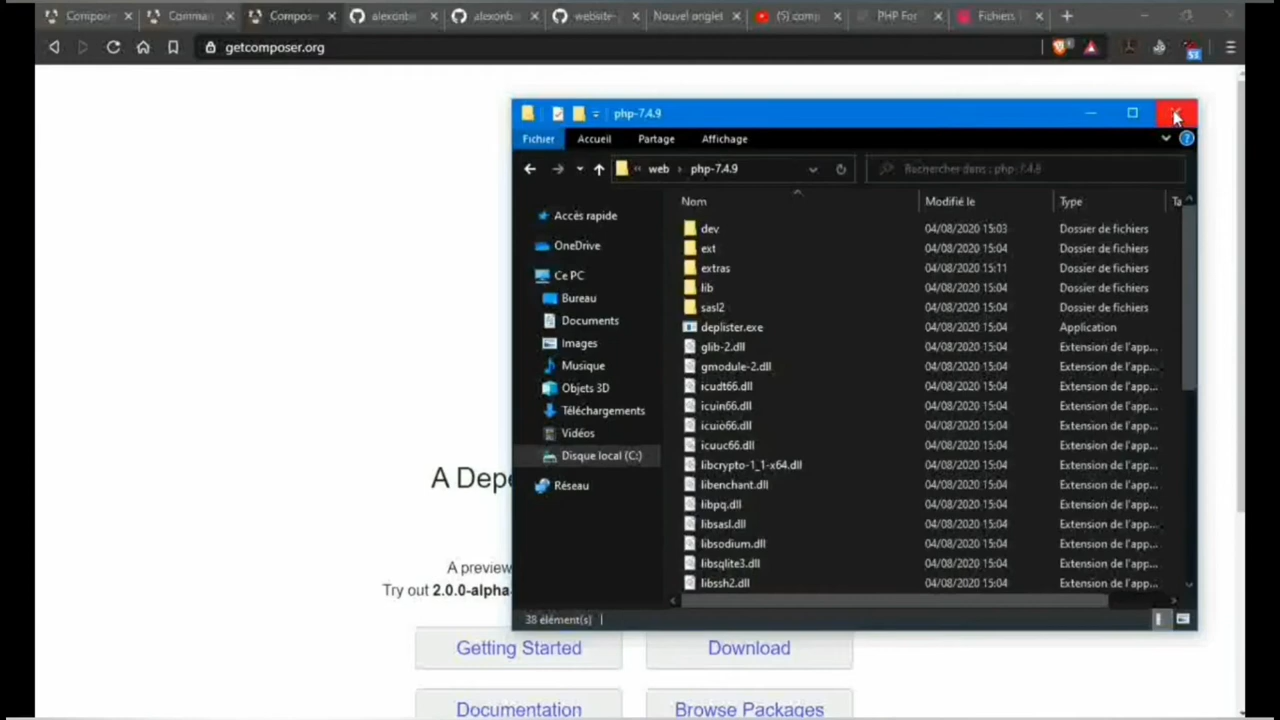 Compos
Comma
Compos
alexonb
alexonb
website-
Nouvel onglet
(5) comp
PHP For
Fichiers
getcomposer.org
php-7.4.9
Fichier
Accueil
Partage
Affichage
web
php-7.4.9
Rechercher dans : php-7.4.9
Nom
Modifié le
Type
Ta
Accès rapide
OneDrive
Ce PC
Bureau
Documents
Images
Musique
Objets 3D
Téléchargements
Vidéos
Disque local (C:)
Réseau
dev 04/08/2020 15:03 Dossier de fichiers
ext 04/08/2020 15:04 Dossier de fichiers
extras 04/08/2020 15:11 Dossier de fichiers
lib 04/08/2020 15:04 Dossier de fichiers
sasl2 04/08/2020 15:04 Dossier de fichiers
deplister.exe 04/08/2020 15:04 Application
glib-2.dll 04/08/2020 15:04 Extension de l'app...
gmodule-2.dll 04/08/2020 15:04 Extension de l'app...
icudt66.dll 04/08/2020 15:04 Extension de l'app...
icuin66.dll 04/08/2020 15:04 Extension de l'app...
icuio66.dll 04/08/2020 15:04 Extension de l'app...
icuuc66.dll 04/08/2020 15:04 Extension de l'app...
libcrypto-1_1-x64.dll 04/08/2020 15:04 Extension de l'app...
libenchant.dll 04/08/2020 15:04 Extension de l'app...
libpq.dll 04/08/2020 15:04 Extension de l'app...
libsasl.dll 04/08/2020 15:04 Extension de l'app...
libsodium.dll 04/08/2020 15:04 Extension de l'app...
libsqlite3.dll 04/08/2020 15:04 Extension de l'app...
libssh2.dll 04/08/2020 15:04 Extension de l'app...
38 élément(s)
A Depe
A preview
Try out 2.0.0-alpha
Getting Started
Download
Documentation
Browse Packages